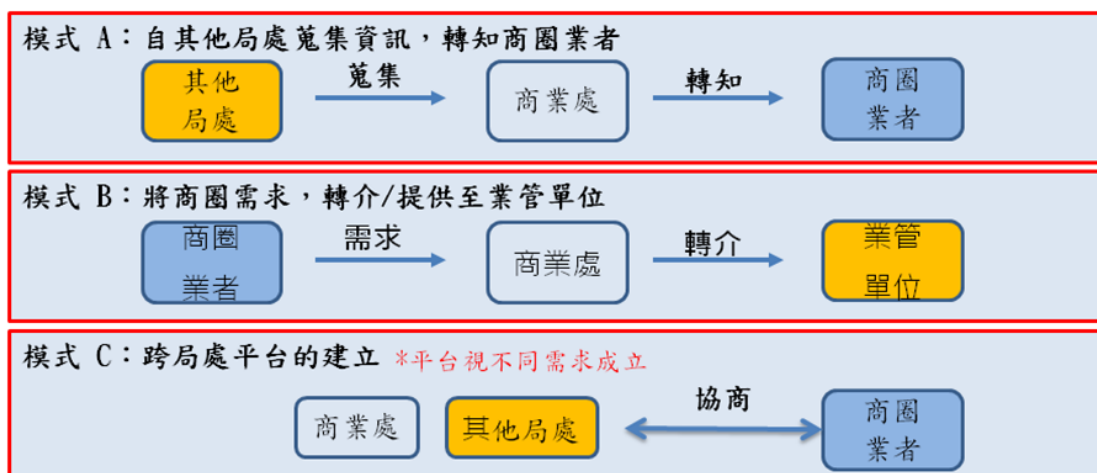 模式 A：自其他局處蒐集資訊，轉知商圈業者
其他
局處
蒐集
商業處
轉知
商圈
業者
模式 B：將商圈需求，轉介/提供至業管單位
商圈
業者
需求
商業處
轉介
業管
單位
模式 C：跨局處平台的建立 *平台視不同需求成立
商業處
其他局處
協商
商圈
業者